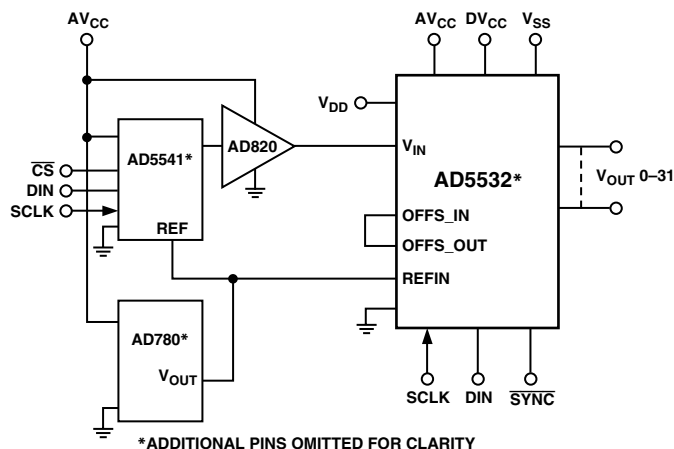 AVCC
AVCC DVCC VSS
VDD
AD5541*
AD820
VIN
CS
DIN
SCLK
REF
AD5532*
VOUT 0–31
OFFS_IN
OFFS_OUT
REFIN
AD780*
VOUT
SCLK DIN SYNC
*ADDITIONAL PINS OMITTED FOR CLARITY